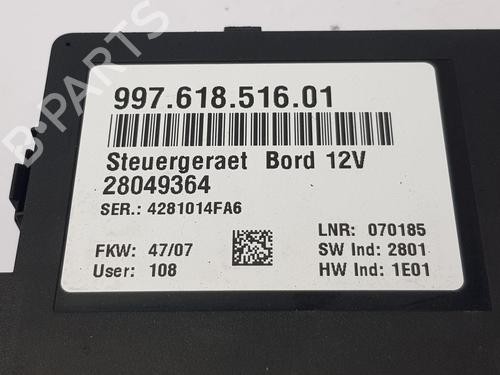 997.618.516.01
Steuergeraet Bord 12V
28049364
SER.: 4281014FA6
LNR: 070185
FKW: 47/07
SW Ind: 2801
User: 108
HW Ind: 1E01
B-PARTS